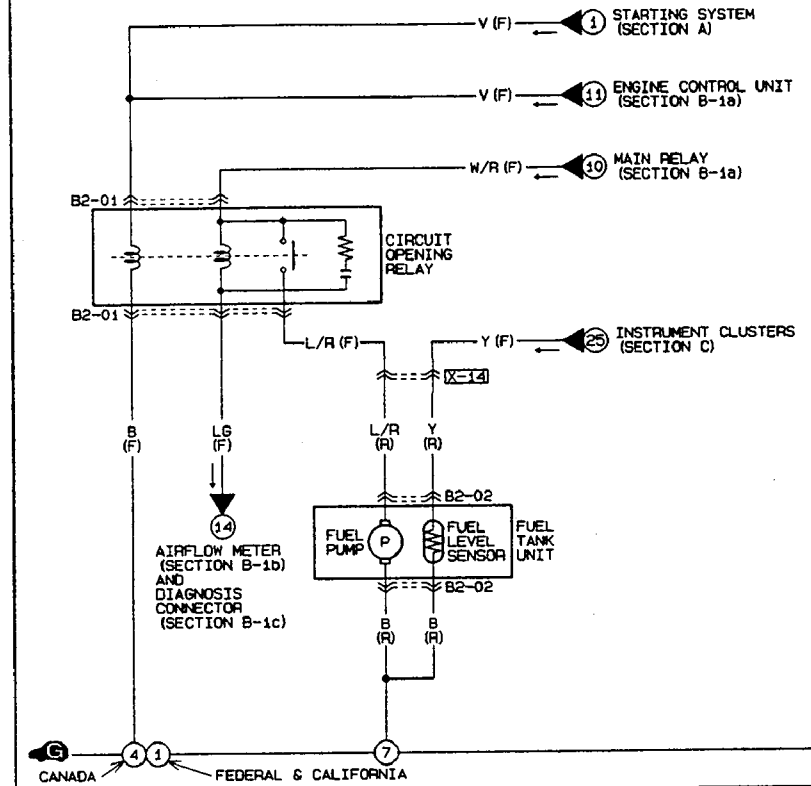 V (F)
1
STARTING SYSTEM
(SECTION A)
V (F)
11
ENGINE CONTROL UNIT
(SECTION B-1a)
W/R (F)
10
MAIN RELAY
(SECTION B-1a)
B2-01
CIRCUIT
OPENING
RELAY
B2-01
L/R (F)
Y (F)
25
INSTRUMENT CLUSTERS
(SECTION C)
X-14
B
(F)
LG
(F)
L/R
(R)
Y
(R)
B2-02
14
FUEL
PUMP
P
FUEL
LEVEL
SENSOR
FUEL
TANK
UNIT
AIRFLOW METER
(SECTION B-1b)
AND
DIAGNOSIS
CONNECTOR
(SECTION B-1c)
B2-02
B
(R)
B
(R)
G
4
1
7
CANADA
FEDERAL & CALIFORNIA